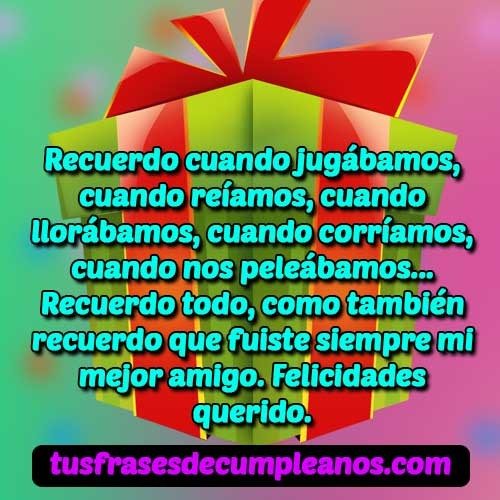 Recuerdo cuando jugábamos,
cuando reíamos, cuando
llorábamos, cuando corríamos,
cuando nos peleábamos...
Recuerdo todo, como también
recuerdo que fuiste siempre mi
mejor amigo. Felicidades
querido.
tusfrasesdecumpleanos.com